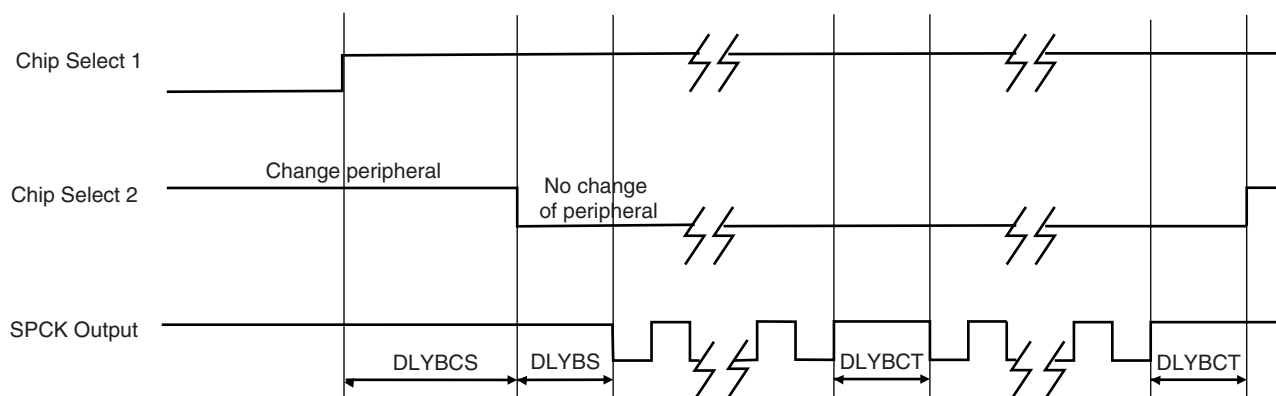 Chip Select 1
Change peripheral
Chip Select 2
No change
of peripheral
SPCK Output
DLYBCS
DLYBS
DLYBCT
DLYBCT